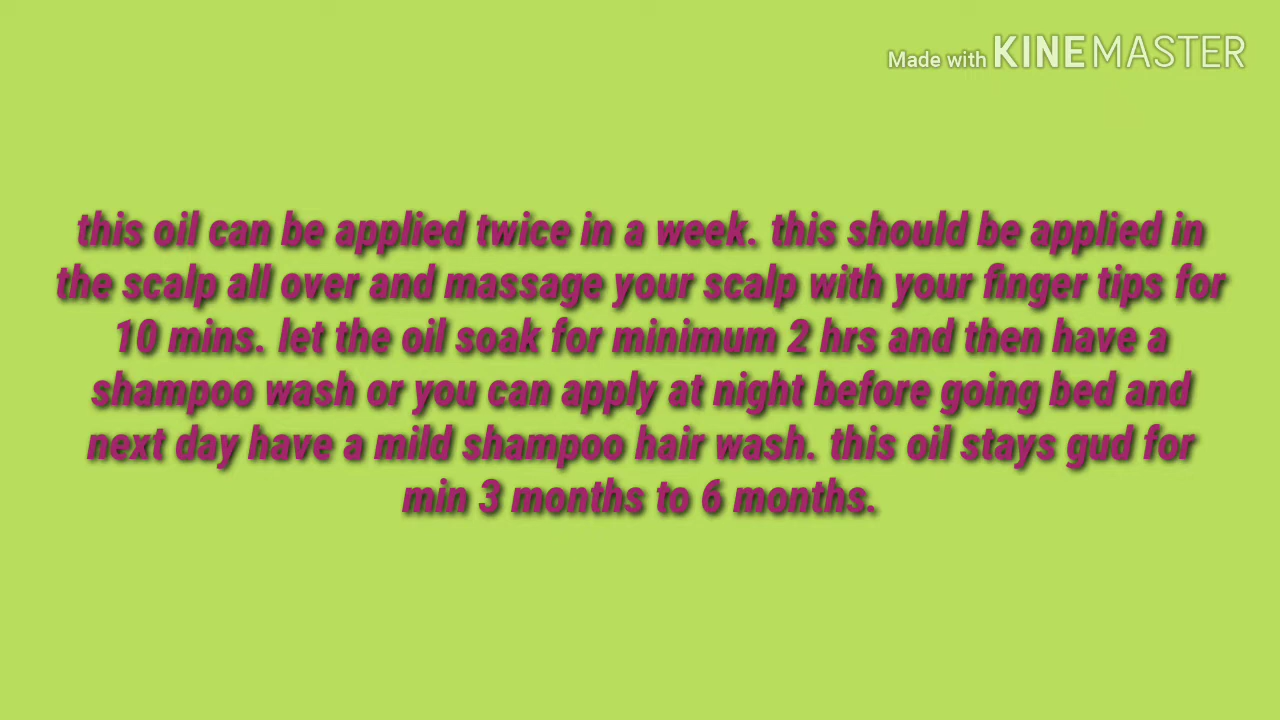 Made with KINEMASTER
this oil can be applied twice in a week. this should be applied in
the scalp all over and massage your scalp with your finger tips for
10 mins. let the oil soak for minimum 2 hrs and then have a
shampoo wash or you can apply at night before going bed and
next day have a mild shampoo hair wash. this oil stays gud for
min 3 months to 6 months.